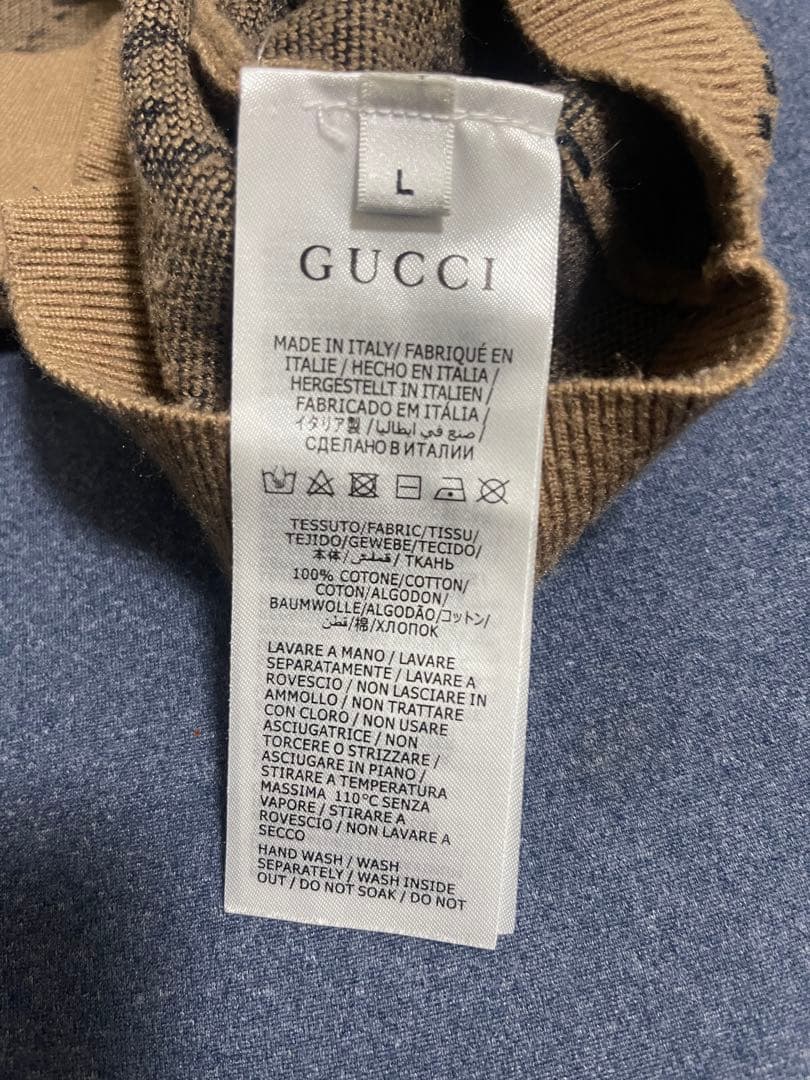 L
GUCCI
MADE IN ITALY/ FABRIQUÉ EN
ITALIE / HECHO EN ITALIA /
HERGESTELLT IN ITALIEN /
FABRICADO EM ITÁLIA /
イタリア製 /صنع في ايطاليا/
СДЕЛАНО В ИТАЛИИ
TESSUTO/FABRIC/TISSU/
TEJIDO/GEWEBE/TECIDO/
本体/قماش/ ТКАНЬ
100% COTONE/COTTON/
COTON/ALGODON/
BAUMWOLLE/ALGODÃO/コットン/
قطن/棉/ХЛОПОК
LAVARE A MANO / LAVARE
SEPARATAMENTE / LAVARE A
ROVESCIO / NON LASCIARE IN
AMMOLLO / NON TRATTARE
CON CLORO / NON USARE
ASCIUGATRICE / NON
TORCERE O STRIZZARE /
ASCIUGARE IN PIANO /
STIRARE A TEMPERATURA
MASSIMA 110°C SENZA
VAPORE / STIRARE A
ROVESCIO / NON LAVARE A
SECCO
HAND WASH / WASH
SEPARATELY / WASH INSIDE
OUT / DO NOT SOAK / DO NOT